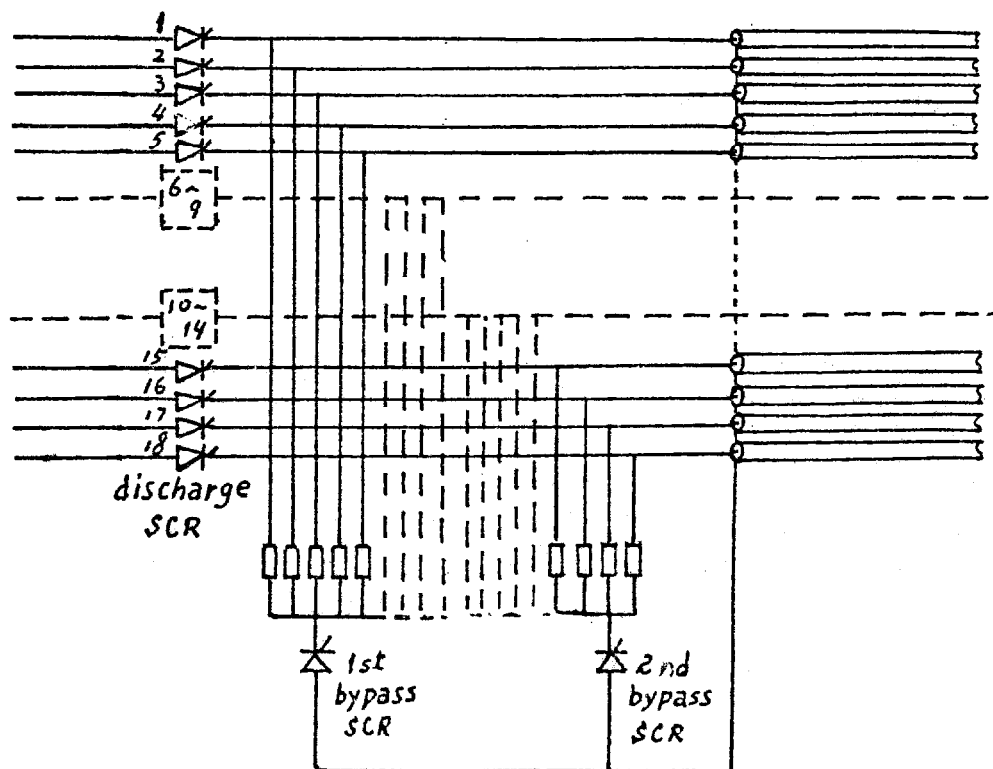 1
2
3
4
5
6~
9
10~
14
15
16
17
18
discharge
SCR
1st
bypass
SCR
2nd
bypass
SCR